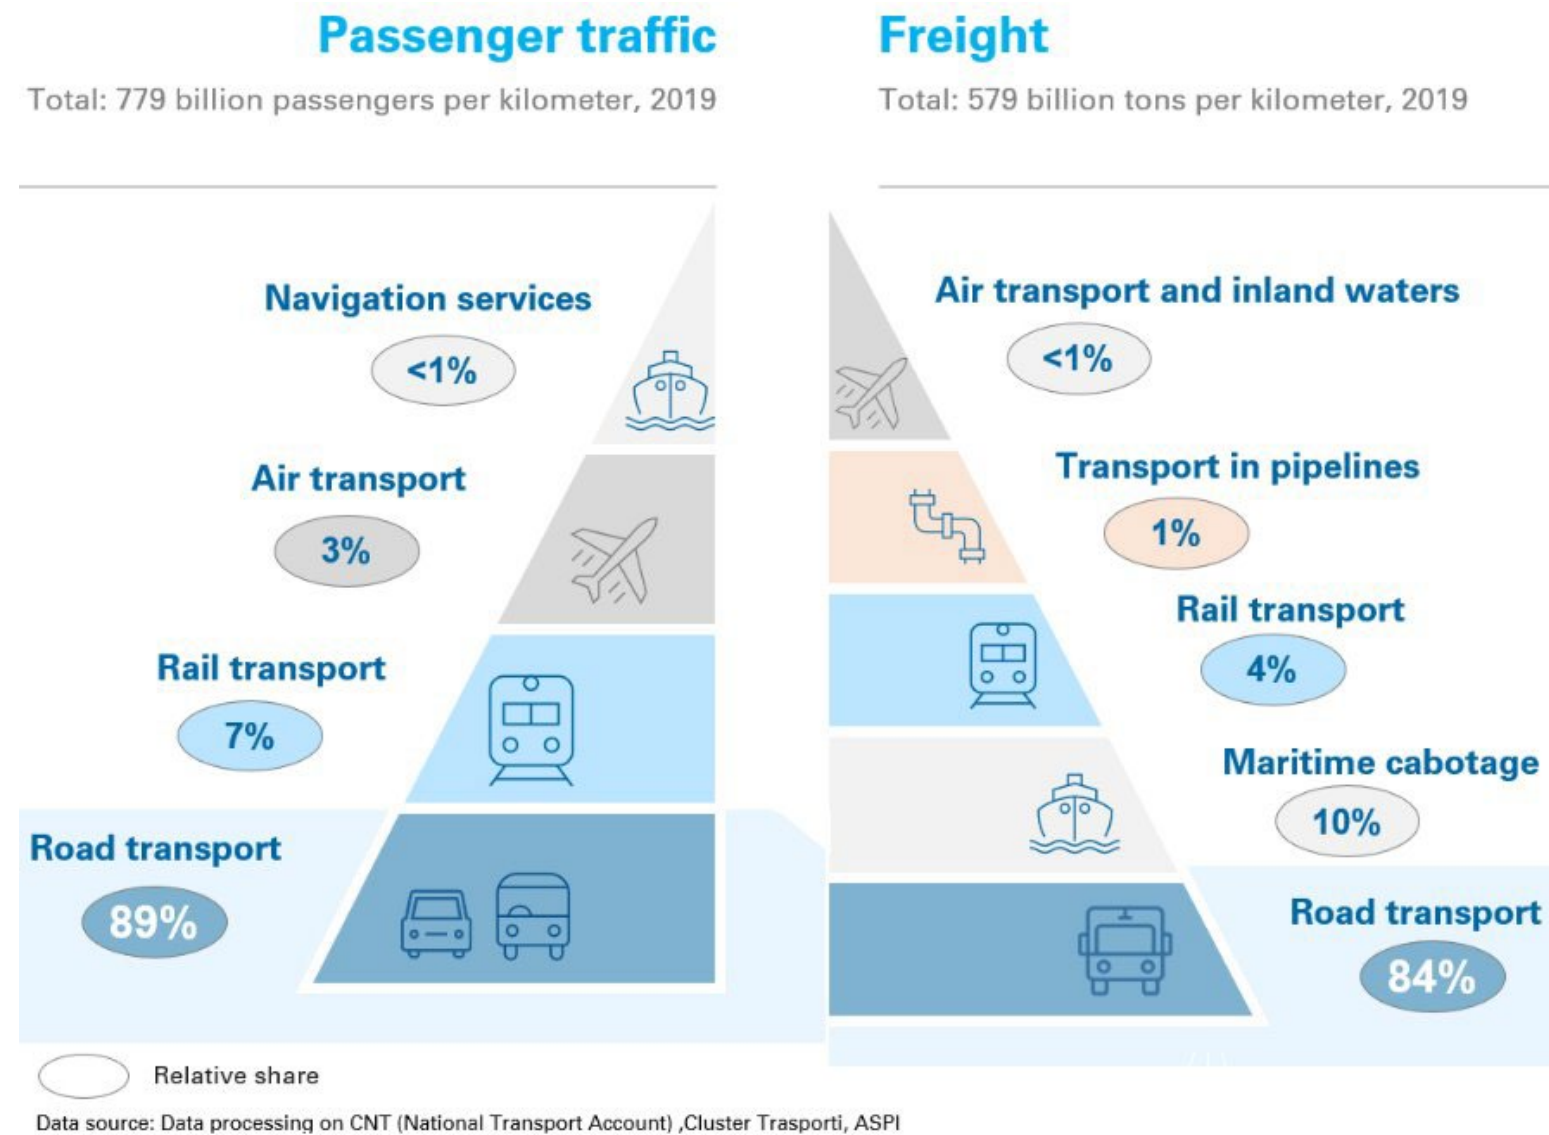 Passenger traffic
Total: 779 billion passengers per kilometer, 2019
Navigation services
<1%
Air transport
3%
Rail transport
7%
Road transport
89%
Freight
Total: 579 billion tons per kilometer, 2019
Air transport and inland waters
<1%
Transport in pipelines
1%
Rail transport
4%
Maritime cabotage
10%
Road transport
84%
Relative share
Data source: Data processing on CNT (National Transport Account) ,Cluster Trasporti, ASPI